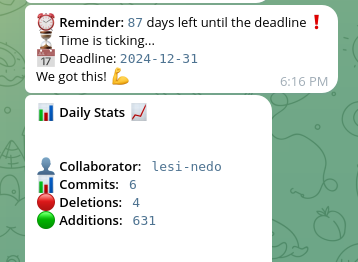 ⏰ Reminder: 87 days left until the deadline ❗
⏳ Time is ticking...
📅 Deadline: 2024-12-31
We got this! 💪
6:16 PM
📊 Daily Stats 📈
👤 Collaborator: lesi-nedo
📊 Commits: 6
🔴 Deletions: 4
🟢 Additions: 631